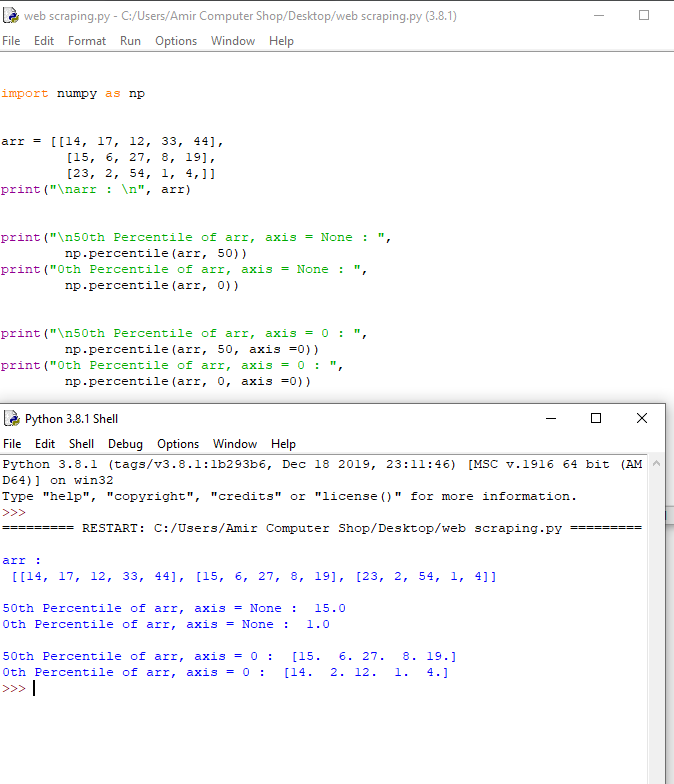 web scraping.py - C:/Users/Amir Computer Shop/Desktop/web scraping.py (3.8.1)
File Edit Format Run Options Window Help
import numpy as np
arr = [[14, 17, 12, 33, 44],
        [15, 6, 27, 8, 19],
        [23, 2, 54, 1, 4,]]
print("\narr : \n", arr)
print("\n50th Percentile of arr, axis = None : ",
        np.percentile(arr, 50))
print("0th Percentile of arr, axis = None : ",
        np.percentile(arr, 0))
print("\n50th Percentile of arr, axis = 0 : ",
        np.percentile(arr, 50, axis =0))
print("0th Percentile of arr, axis = 0 : ",
        np.percentile(arr, 0, axis =0))
Python 3.8.1 Shell
File Edit Shell Debug Options Window Help
Python 3.8.1 (tags/v3.8.1:1b293b6, Dec 18 2019, 23:11:46) [MSC v.1916 64 bit (AM
D64)] on win32
Type "help", "copyright", "credits" or "license()" for more information.
>>>
========= RESTART: C:/Users/Amir Computer Shop/Desktop/web scraping.py =========
arr :
 [[14, 17, 12, 33, 44], [15, 6, 27, 8, 19], [23, 2, 54, 1, 4]]
50th Percentile of arr, axis = None :  15.0
0th Percentile of arr, axis = None :  1.0
50th Percentile of arr, axis = 0 :  [15.  6. 27.  8. 19.]
0th Percentile of arr, axis = 0 :  [14.  2. 12.  1.  4.]
>>>